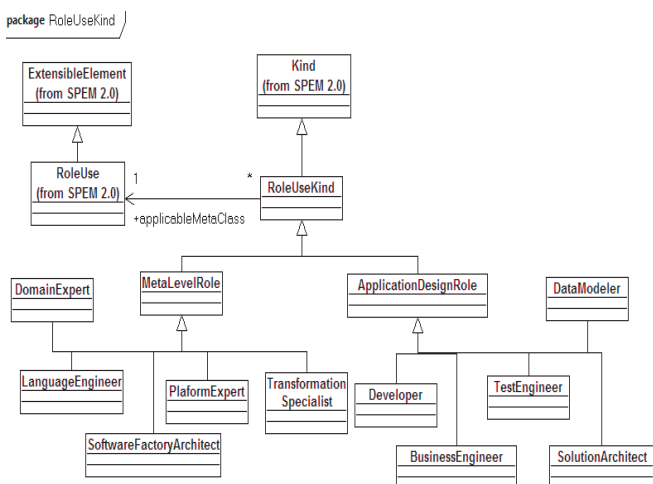 package RoleUseKind
ExtensibleElement
(from SPEM 2.0)
Kind
(from SPEM 2.0)
RoleUse
(from SPEM 2.0)
1
*
+applicableMetaClass
RoleUseKind
DomainExpert
MetaLevelRole
ApplicationDesignRole
DataModeler
LanguageEngineer
PlaformExpert
Transformation
Specialist
Developer
TestEngineer
SoftwareFactoryArchitect
BusinessEngineer
SolutionArchitect